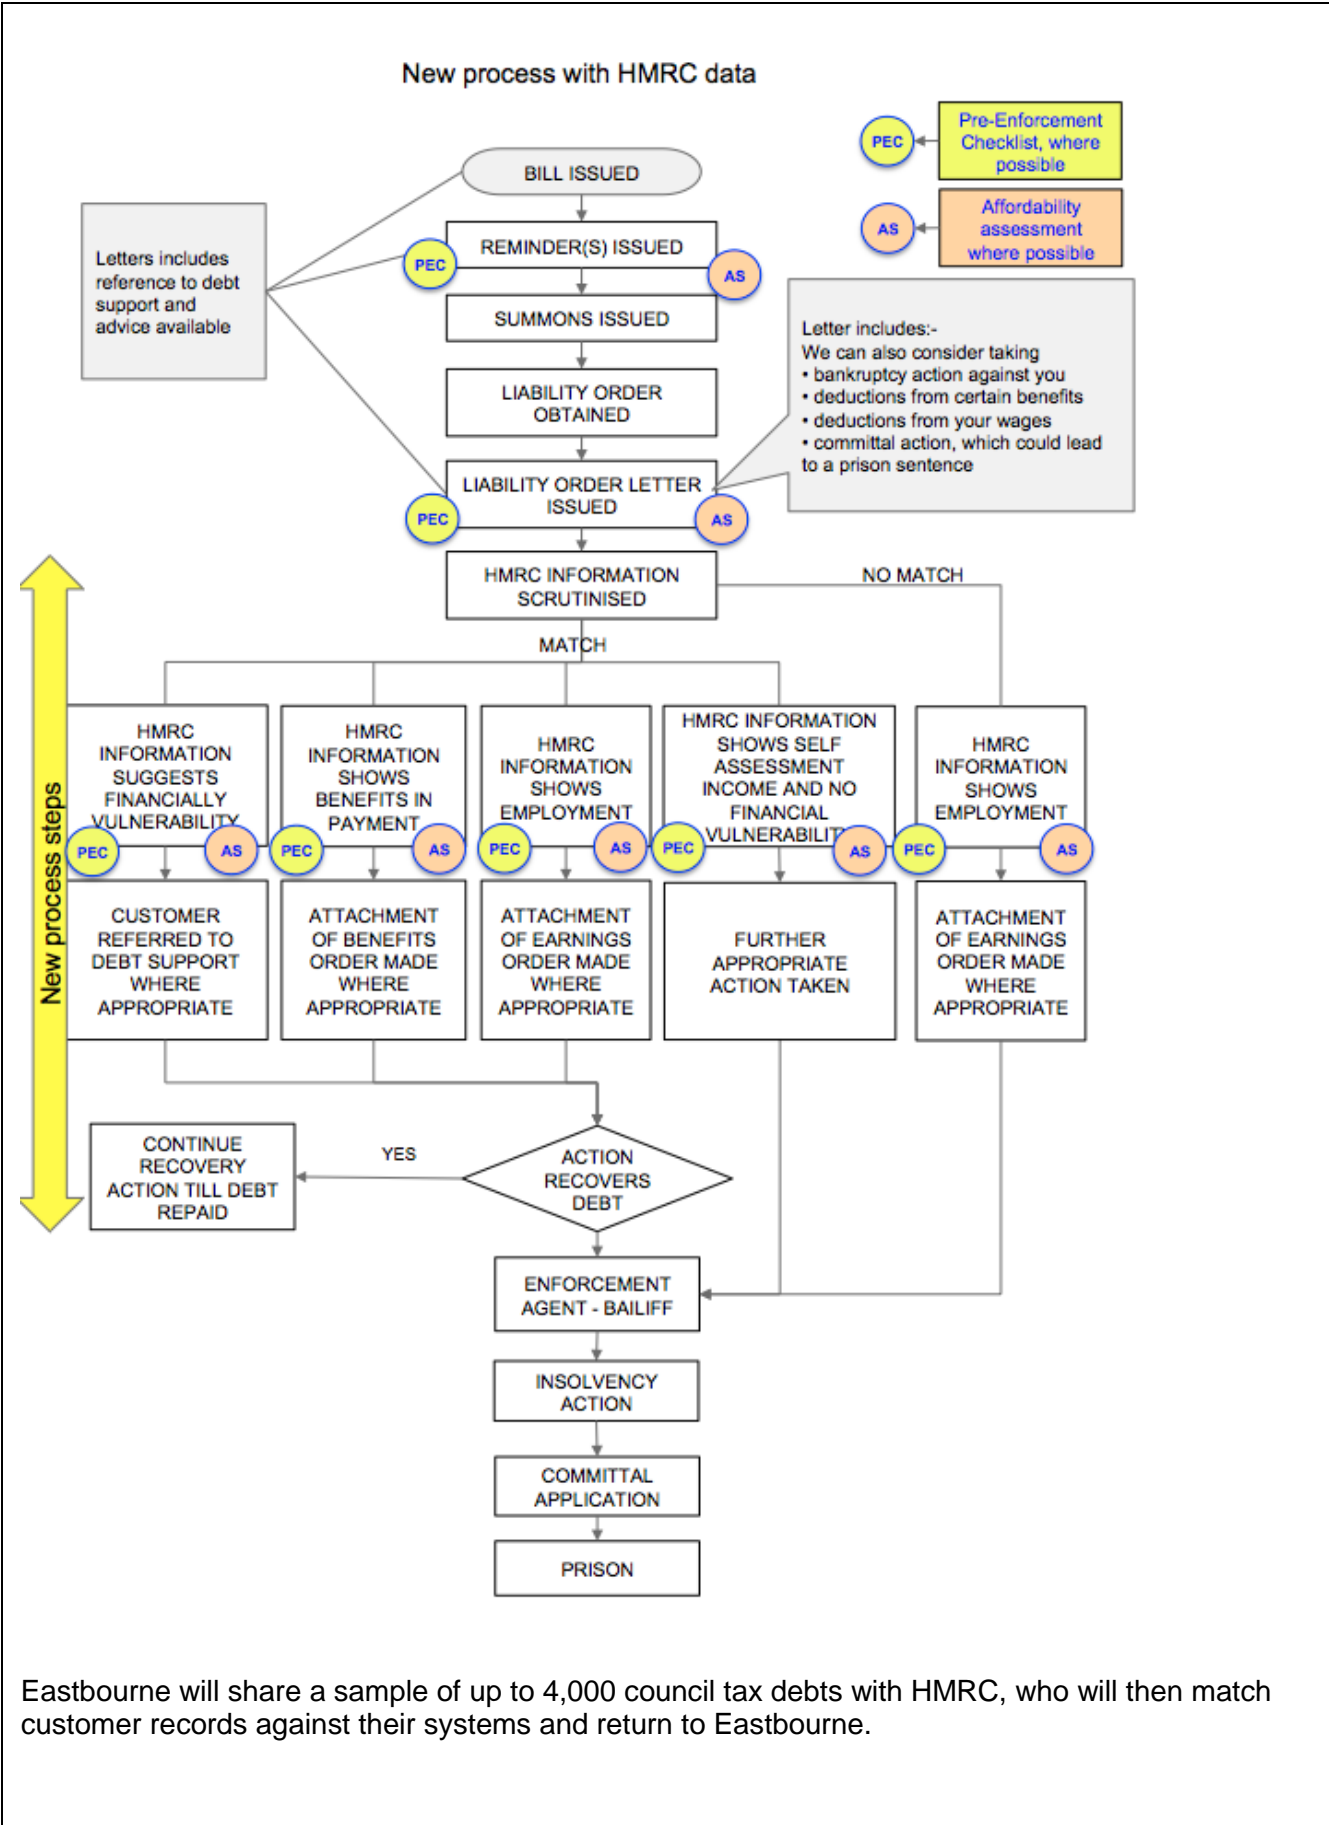 New process with HMRC data
PEC
Pre-Enforcement
Checklist, where
possible
AS
Affordability
assessment
where possible
BILL ISSUED
Letters includes
reference to debt
support and
advice available
REMINDER(S) ISSUED
PEC
AS
SUMMONS ISSUED
Letter includes:-
We can also consider taking
• bankruptcy action against you
• deductions from certain benefits
• deductions from your wages
• committal action, which could lead
to a prison sentence
LIABILITY ORDER
OBTAINED
LIABILITY ORDER LETTER
ISSUED
PEC
AS
HMRC INFORMATION
SCRUTINISED
NO MATCH
MATCH
New process steps
HMRC
INFORMATION
SUGGESTS
FINANCIALLY
VULNERABILITY
PEC
AS
HMRC
INFORMATION
SHOWS
BENEFITS IN
PAYMENT
PEC
AS
HMRC
INFORMATION
SHOWS
EMPLOYMENT
PEC
AS
HMRC INFORMATION
SHOWS SELF
ASSESSMENT
INCOME AND NO
FINANCIAL
VULNERABILITY
PEC
AS
HMRC
INFORMATION
SHOWS
EMPLOYMENT
PEC
AS
CUSTOMER
REFERRED TO
DEBT SUPPORT
WHERE
APPROPRIATE
ATTACHMENT
OF BENEFITS
ORDER MADE
WHERE
APPROPRIATE
ATTACHMENT
OF EARNINGS
ORDER MADE
WHERE
APPROPRIATE
FURTHER
APPROPRIATE
ACTION TAKEN
ATTACHMENT
OF EARNINGS
ORDER MADE
WHERE
APPROPRIATE
CONTINUE
RECOVERY
ACTION TILL DEBT
REPAID
YES
ACTION
RECOVERS
DEBT
ENFORCEMENT
AGENT - BAILIFF
INSOLVENCY
ACTION
COMMITTAL
APPLICATION
PRISON
Eastbourne will share a sample of up to 4,000 council tax debts with HMRC, who will then match
customer records against their systems and return to Eastbourne.